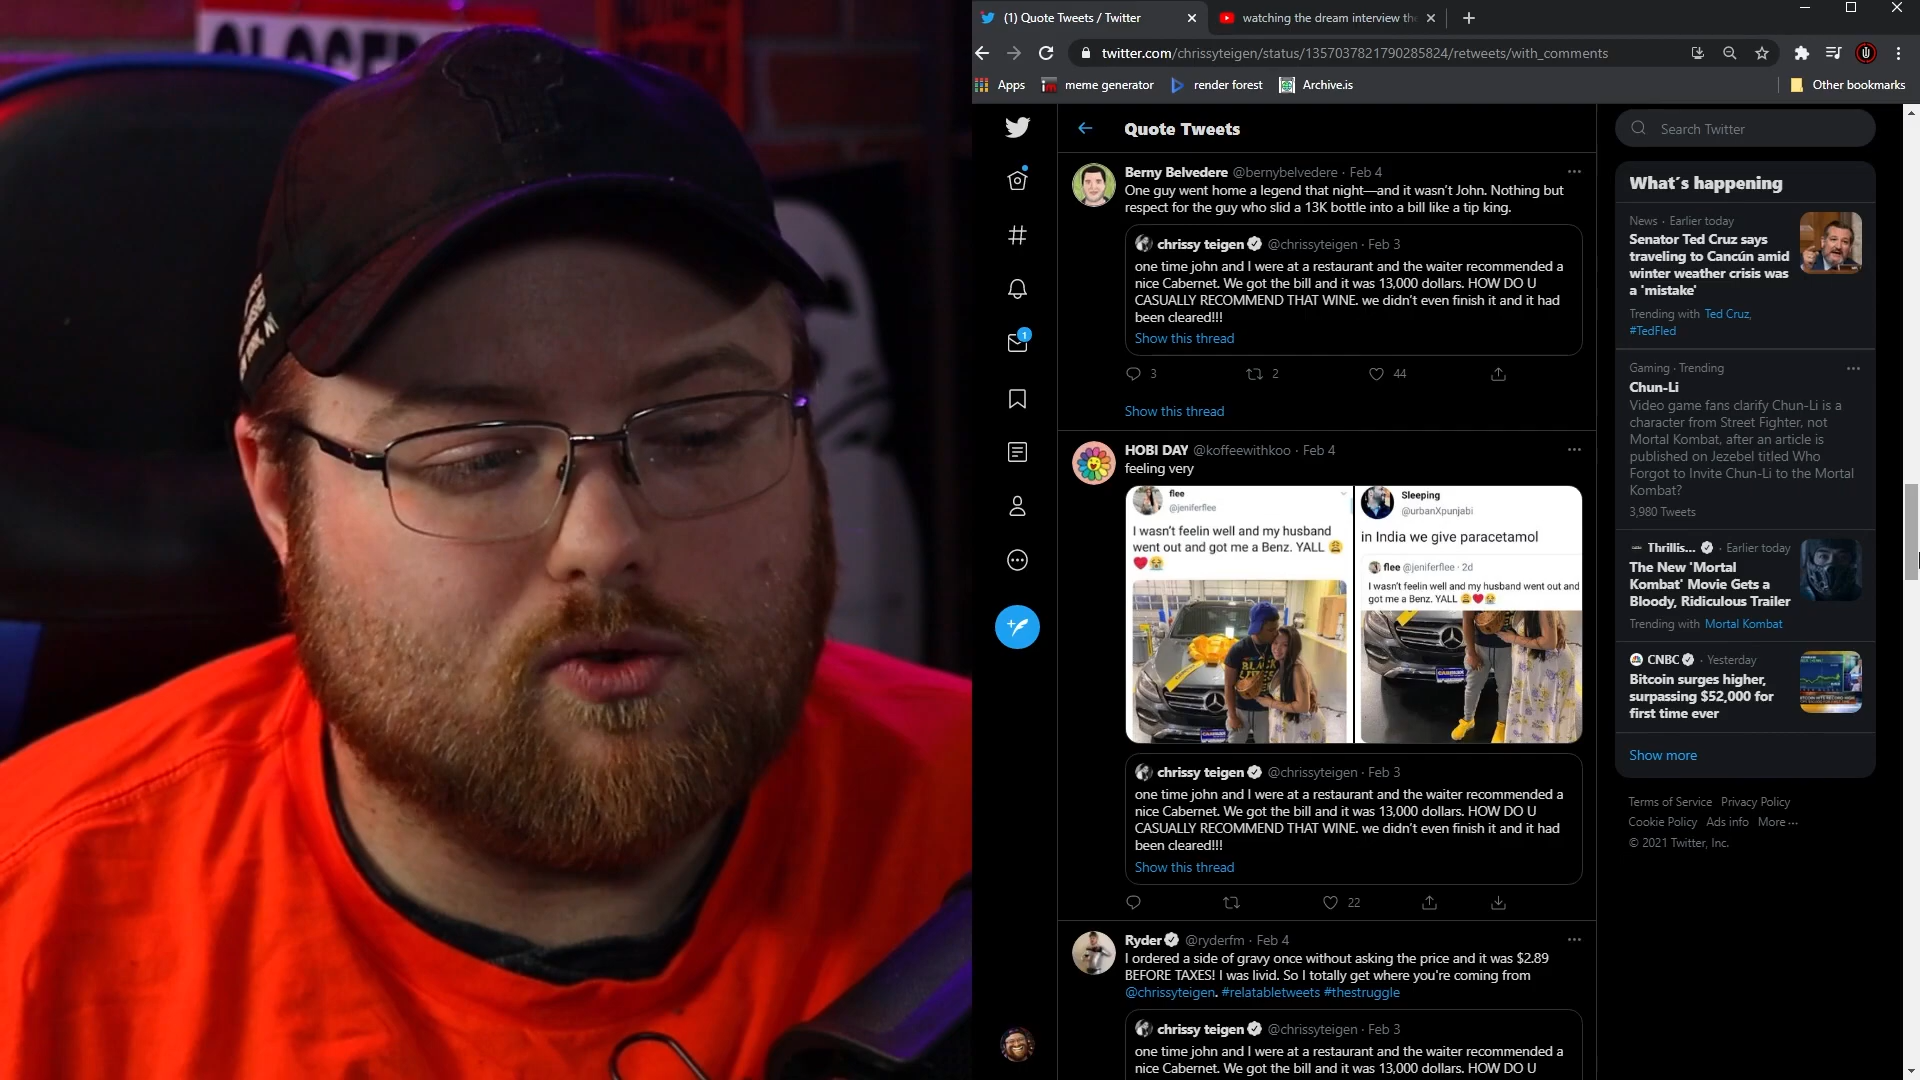 CLOSED
(1) Quote Tweets / Twitter
watching the dream interview the
twitter.com/chrissyteigen/status/1357037821790285824/retweets/with_comments
Apps
meme generator
render forest
Archive.is
Other bookmarks
Quote Tweets
Berny Belvedere @bernybelvedere · Feb 4
One guy went home a legend that night—and it wasn't John. Nothing but
respect for the guy who slid a 13K bottle into a bill like a tip king.
chrissy teigen @chrissyteigen · Feb 3
one time john and I were at a restaurant and the waiter recommended a
nice Cabernet. We got the bill and it was 13,000 dollars. HOW DO U
CASUALLY RECOMMEND THAT WINE. we didn't even finish it and it had
been cleared!!!
Show this thread
3
2
44
Show this thread
HOBI DAY @koffeewithkoo · Feb 4
feeling very
flee
@jeniferflee
I wasn't feelin well and my husband
went out and got me a Benz. YALL 😩
❤️😭
Sleeping
@urbanXpunjabi
in India we give paracetamol
flee @jeniferflee · 2d
I wasn't feelin well and my husband went out and
got me a Benz. YALL 😩❤️😭
chrissy teigen @chrissyteigen · Feb 3
one time john and I were at a restaurant and the waiter recommended a
nice Cabernet. We got the bill and it was 13,000 dollars. HOW DO U
CASUALLY RECOMMEND THAT WINE. we didn't even finish it and it had
been cleared!!!
Show this thread
22
Ryder @ryderfm · Feb 4
I ordered a side of gravy once without asking the price and it was $2.89
BEFORE TAXES! I was livid. So I totally get where you're coming from
@chrissyteigen. #relatabletweets #thestruggle
chrissy teigen @chrissyteigen · Feb 3
one time john and I were at a restaurant and the waiter recommended a
nice Cabernet. We got the bill and it was 13,000 dollars. HOW DO U
1
Search Twitter
What's happening
News · Earlier today
Senator Ted Cruz says
traveling to Cancún amid
winter weather crisis was
a 'mistake'
Trending with Ted Cruz,
#TedFled
Gaming · Trending
Chun-Li
Video game fans clarify Chun-Li is a
character from Street Fighter, not
Mortal Kombat, after an article is
published on Jezebel titled Who
Forgot to Invite Chun-Li to the Mortal
Kombat?
3,980 Tweets
Thrillis... · Earlier today
The New 'Mortal
Kombat' Movie Gets a
Bloody, Ridiculous Trailer
Trending with Mortal Kombat
CNBC · Yesterday
Bitcoin surges higher,
surpassing $52,000 for
first time ever
Show more
Terms of Service Privacy Policy
Cookie Policy Ads info More ···
© 2021 Twitter, Inc.